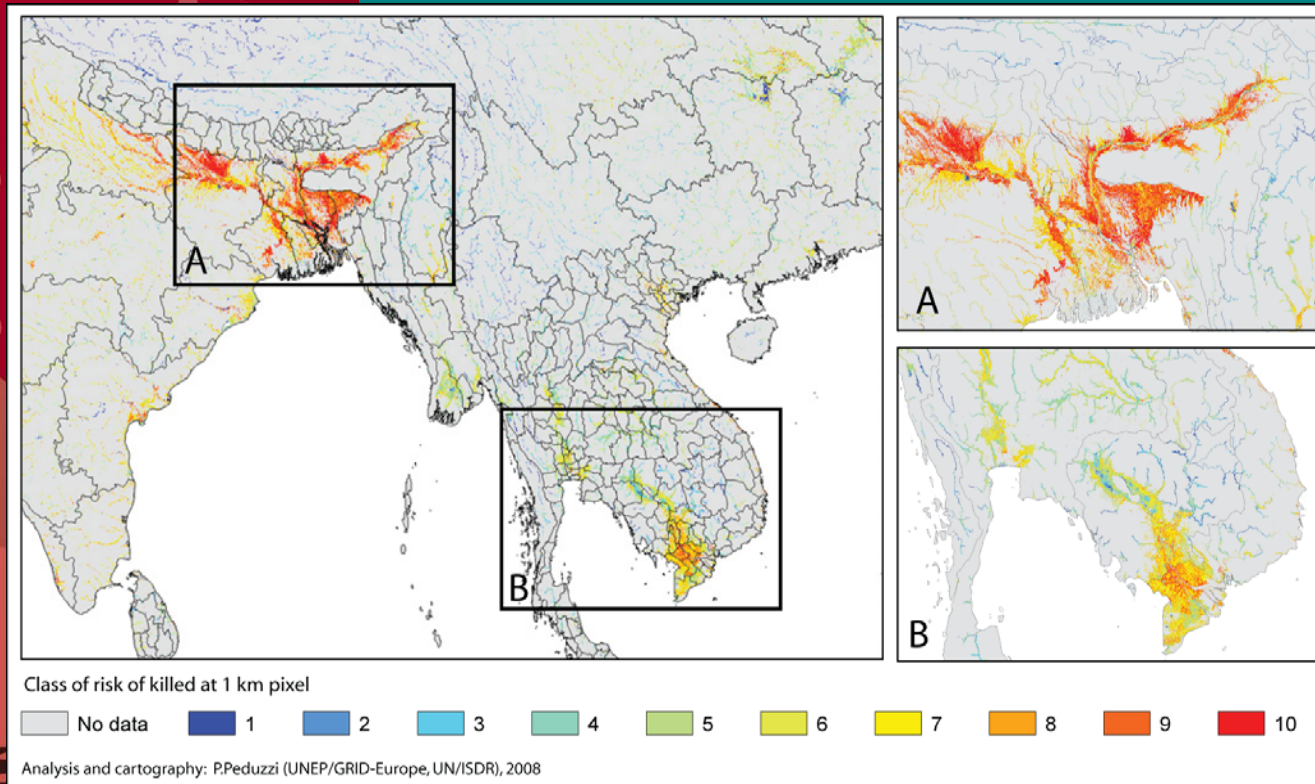 A
B
A
B
Class of risk of killed at 1 km pixel
No data 1 2 3 4 5 6 7 8 9 10
Analysis and cartography: P.Peduzzi (UNEP/GRID-Europe, UN/ISDR), 2008